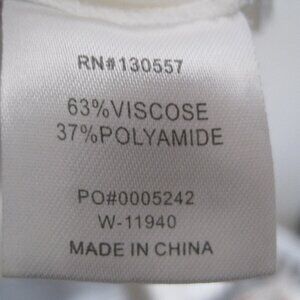 RN#130557
63%VISCOSE
37%POLYAMIDE
PO#0005242
W-11940
MADE IN CHINA